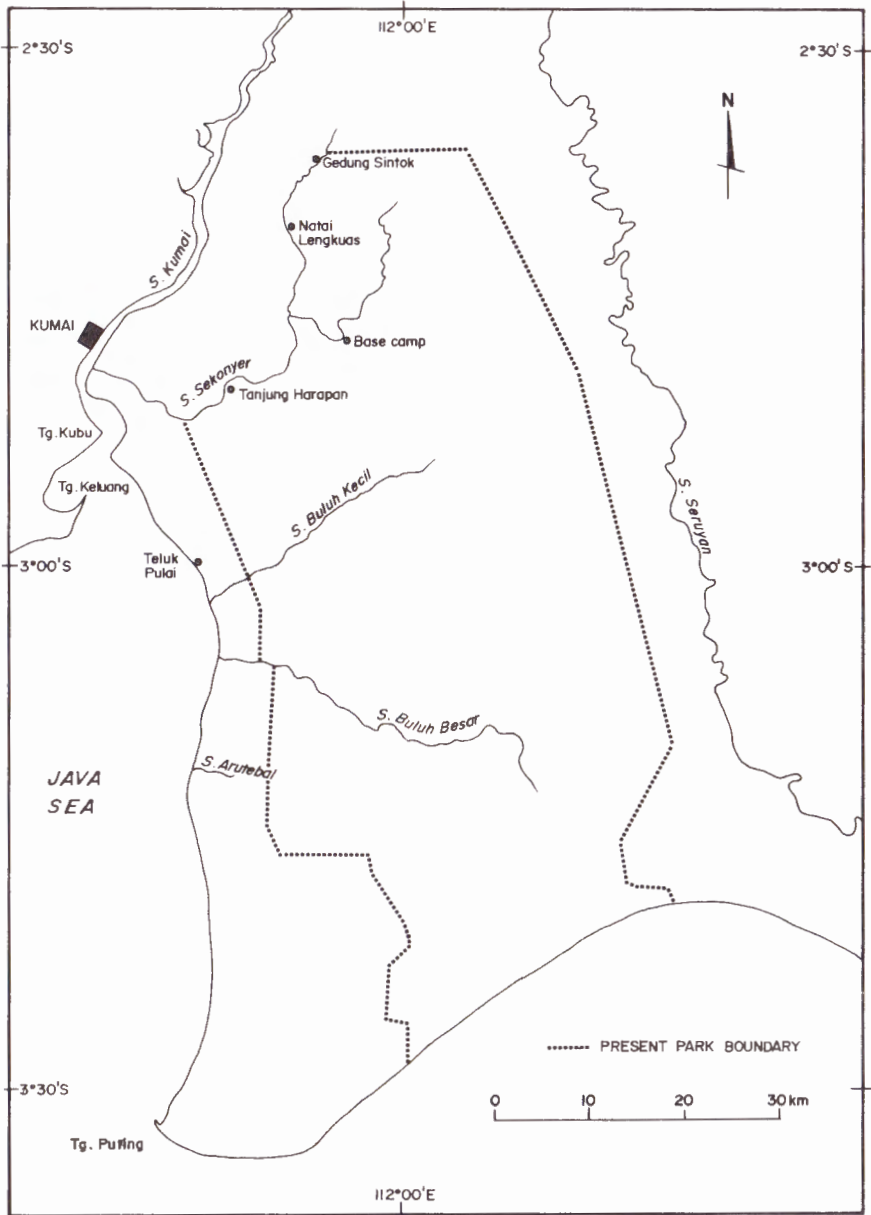 112°00'E
2°30'S
2°30'S
N
Gedung Sintok
Natai
Lengkuas
S. Kumai
KUMAI
Base camp
S. Sekonyer
Tanjung Harapan
Tg. Kubu
Tg. Keluang
S. Buluh Kecil
S. Seruyan
Teluk
Pulai
3°00'S
3°00'S
S. Buluh Besar
S. Arutebal
JAVA
SEA
PRESENT PARK BOUNDARY
3°30'S
3°30'S
0 10 20 30 km
Tg. Puting
112°00'E